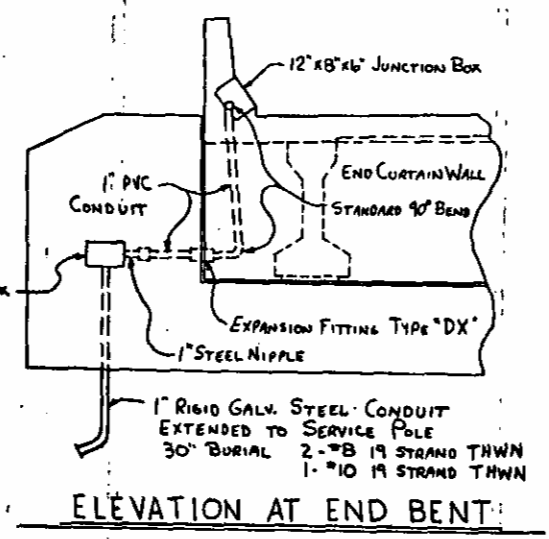 12"x8"x6" JUNCTION BOX
1" PVC
CONDUIT
END CURTAIN WALL
STANDARD 90° BEND
EXPANSION FITTING TYPE "DX"
1" STEEL NIPPLE
1" RIGID GALV. STEEL CONDUIT
EXTENDED TO SERVICE POLE
30" BURIAL 2-#8 19 STRAND THWN
1-#10 19 STRAND THWN
ELEVATION AT END BENT